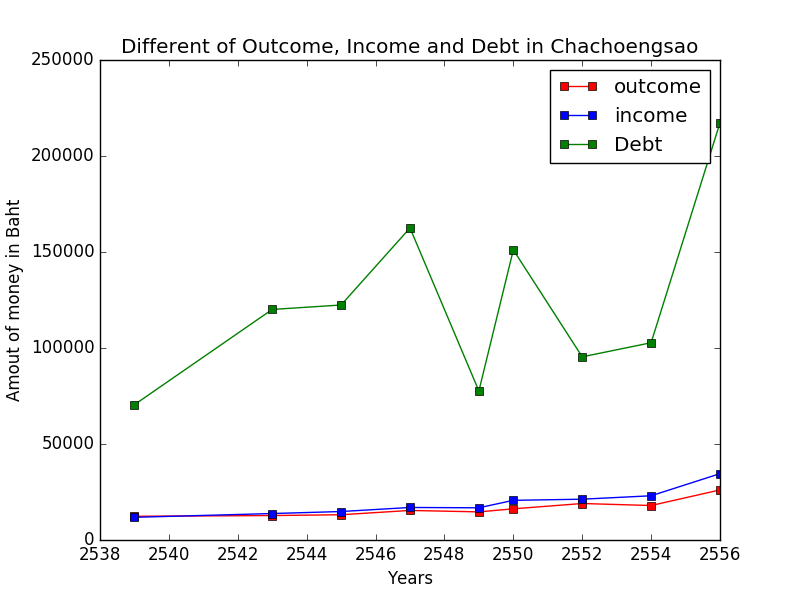 Different of Outcome, Income and Debt in Chachoengsao
250000
200000
150000
100000
50000
0
Amout of money in Baht
outcome
income
Debt
2538 2540 2542 2544 2546 2548 2550 2552 2554 2556
Years